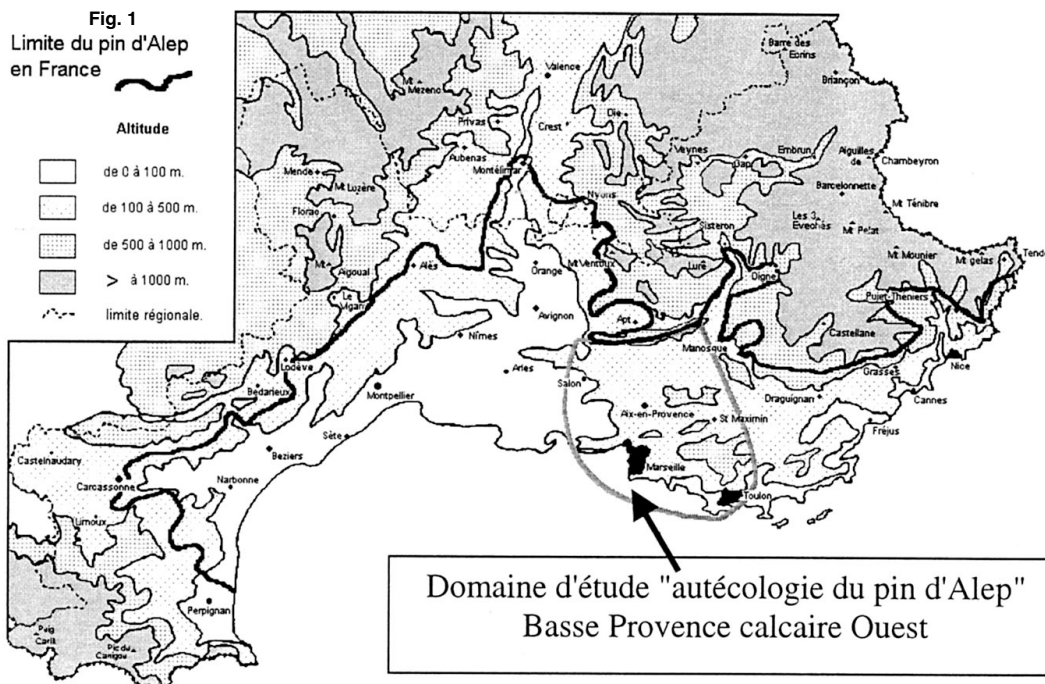 Fig. 1
Limite du pin d'Alep
en France
Altitude
de 0 à 100 m.
de 100 à 500 m.
de 500 à 1000 m.
> à 1000 m.
limite régionale.
Barre des
Ecrins
Briançon
Valence
Mt
Mezenc
Privas
Crest
Die
Aubenas
Veynes
Embrun
Gap
Aiguilles
de Chambeyron
Montélimar
Mende
Mt Lozère
Barcelonnette
Nyons
Mt Ténibre
Florac
Les 3
Evechés
Mt Pelat
Sisteron
Mt Mounier
Mt gelas
Tende
Mt
Aigoual
Alès
Orange
Mt Ventoux
Lure
Digne
Puget-Théniers
Le
Vigan
Avignon
Apt
Castellane
Nîmes
Manosque
Nice
Lodève
Grasses
Arles
Salon
Bédarieux
Montpellier
Draguignan
Cannes
Aix-en-Provence
St Maximin
Fréjus
Castelnaudary
Sète
Beziers
Marseille
Carcassonne
Narbonne
Toulon
Limoux
Perpignan
Pic du
Canigou
Domaine d'étude "autécologie du pin d'Alep"
Basse Provence calcaire Ouest